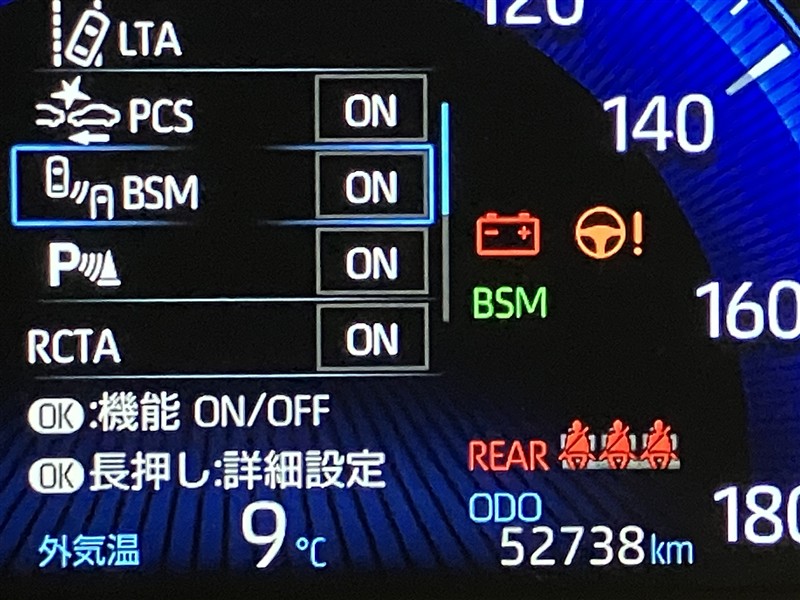 LTA
PCS ON
BSM ON
P ON
RCTA ON
OK:機能 ON/OFF
OK長押し:詳細設定
外気温 9℃
120
140
160
180
BSM
REAR
ODO
52738km